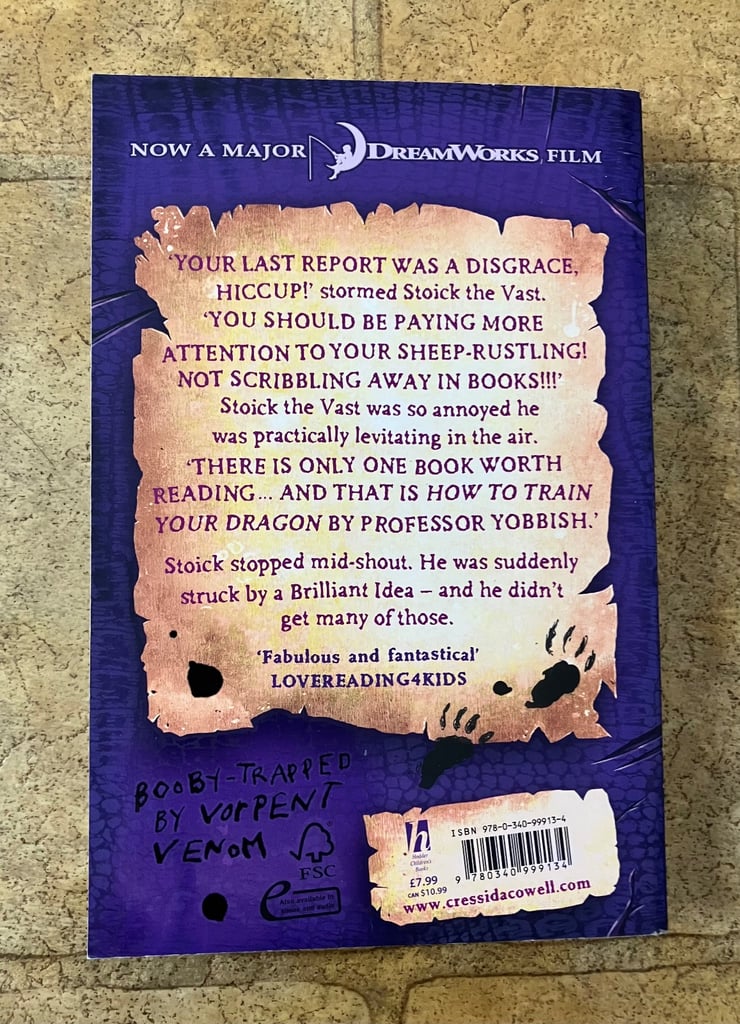 NOW A MAJOR DREAMWORKS FILM
‘YOUR LAST REPORT WAS A DISGRACE,
HICCUP!’ stormed Stoick the Vast.
‘YOU SHOULD BE PAYING MORE
ATTENTION TO YOUR SHEEP-RUSTLING!
NOT SCRIBBLING AWAY IN BOOKS!!!’
Stoick the Vast was so annoyed he
was practically levitating in the air.
‘THERE IS ONLY ONE BOOK WORTH
READING... AND THAT IS HOW TO TRAIN
YOUR DRAGON BY PROFESSOR YOBBISH.’
Stoick stopped mid-shout. He was suddenly
struck by a Brilliant Idea – and he didn’t
get many of those.
‘Fabulous and fantastical’
LOVEREADING4KIDS
BOOBY-TRAPPED
BY VORPENT
VENOM
FSC
e
Also available in
ebook and audio
h
Hodder
Children's
Books
£7.99
CAN $10.99
ISBN 978-0-340-99913-4
9 780340 999134
www.cressidacowell.com